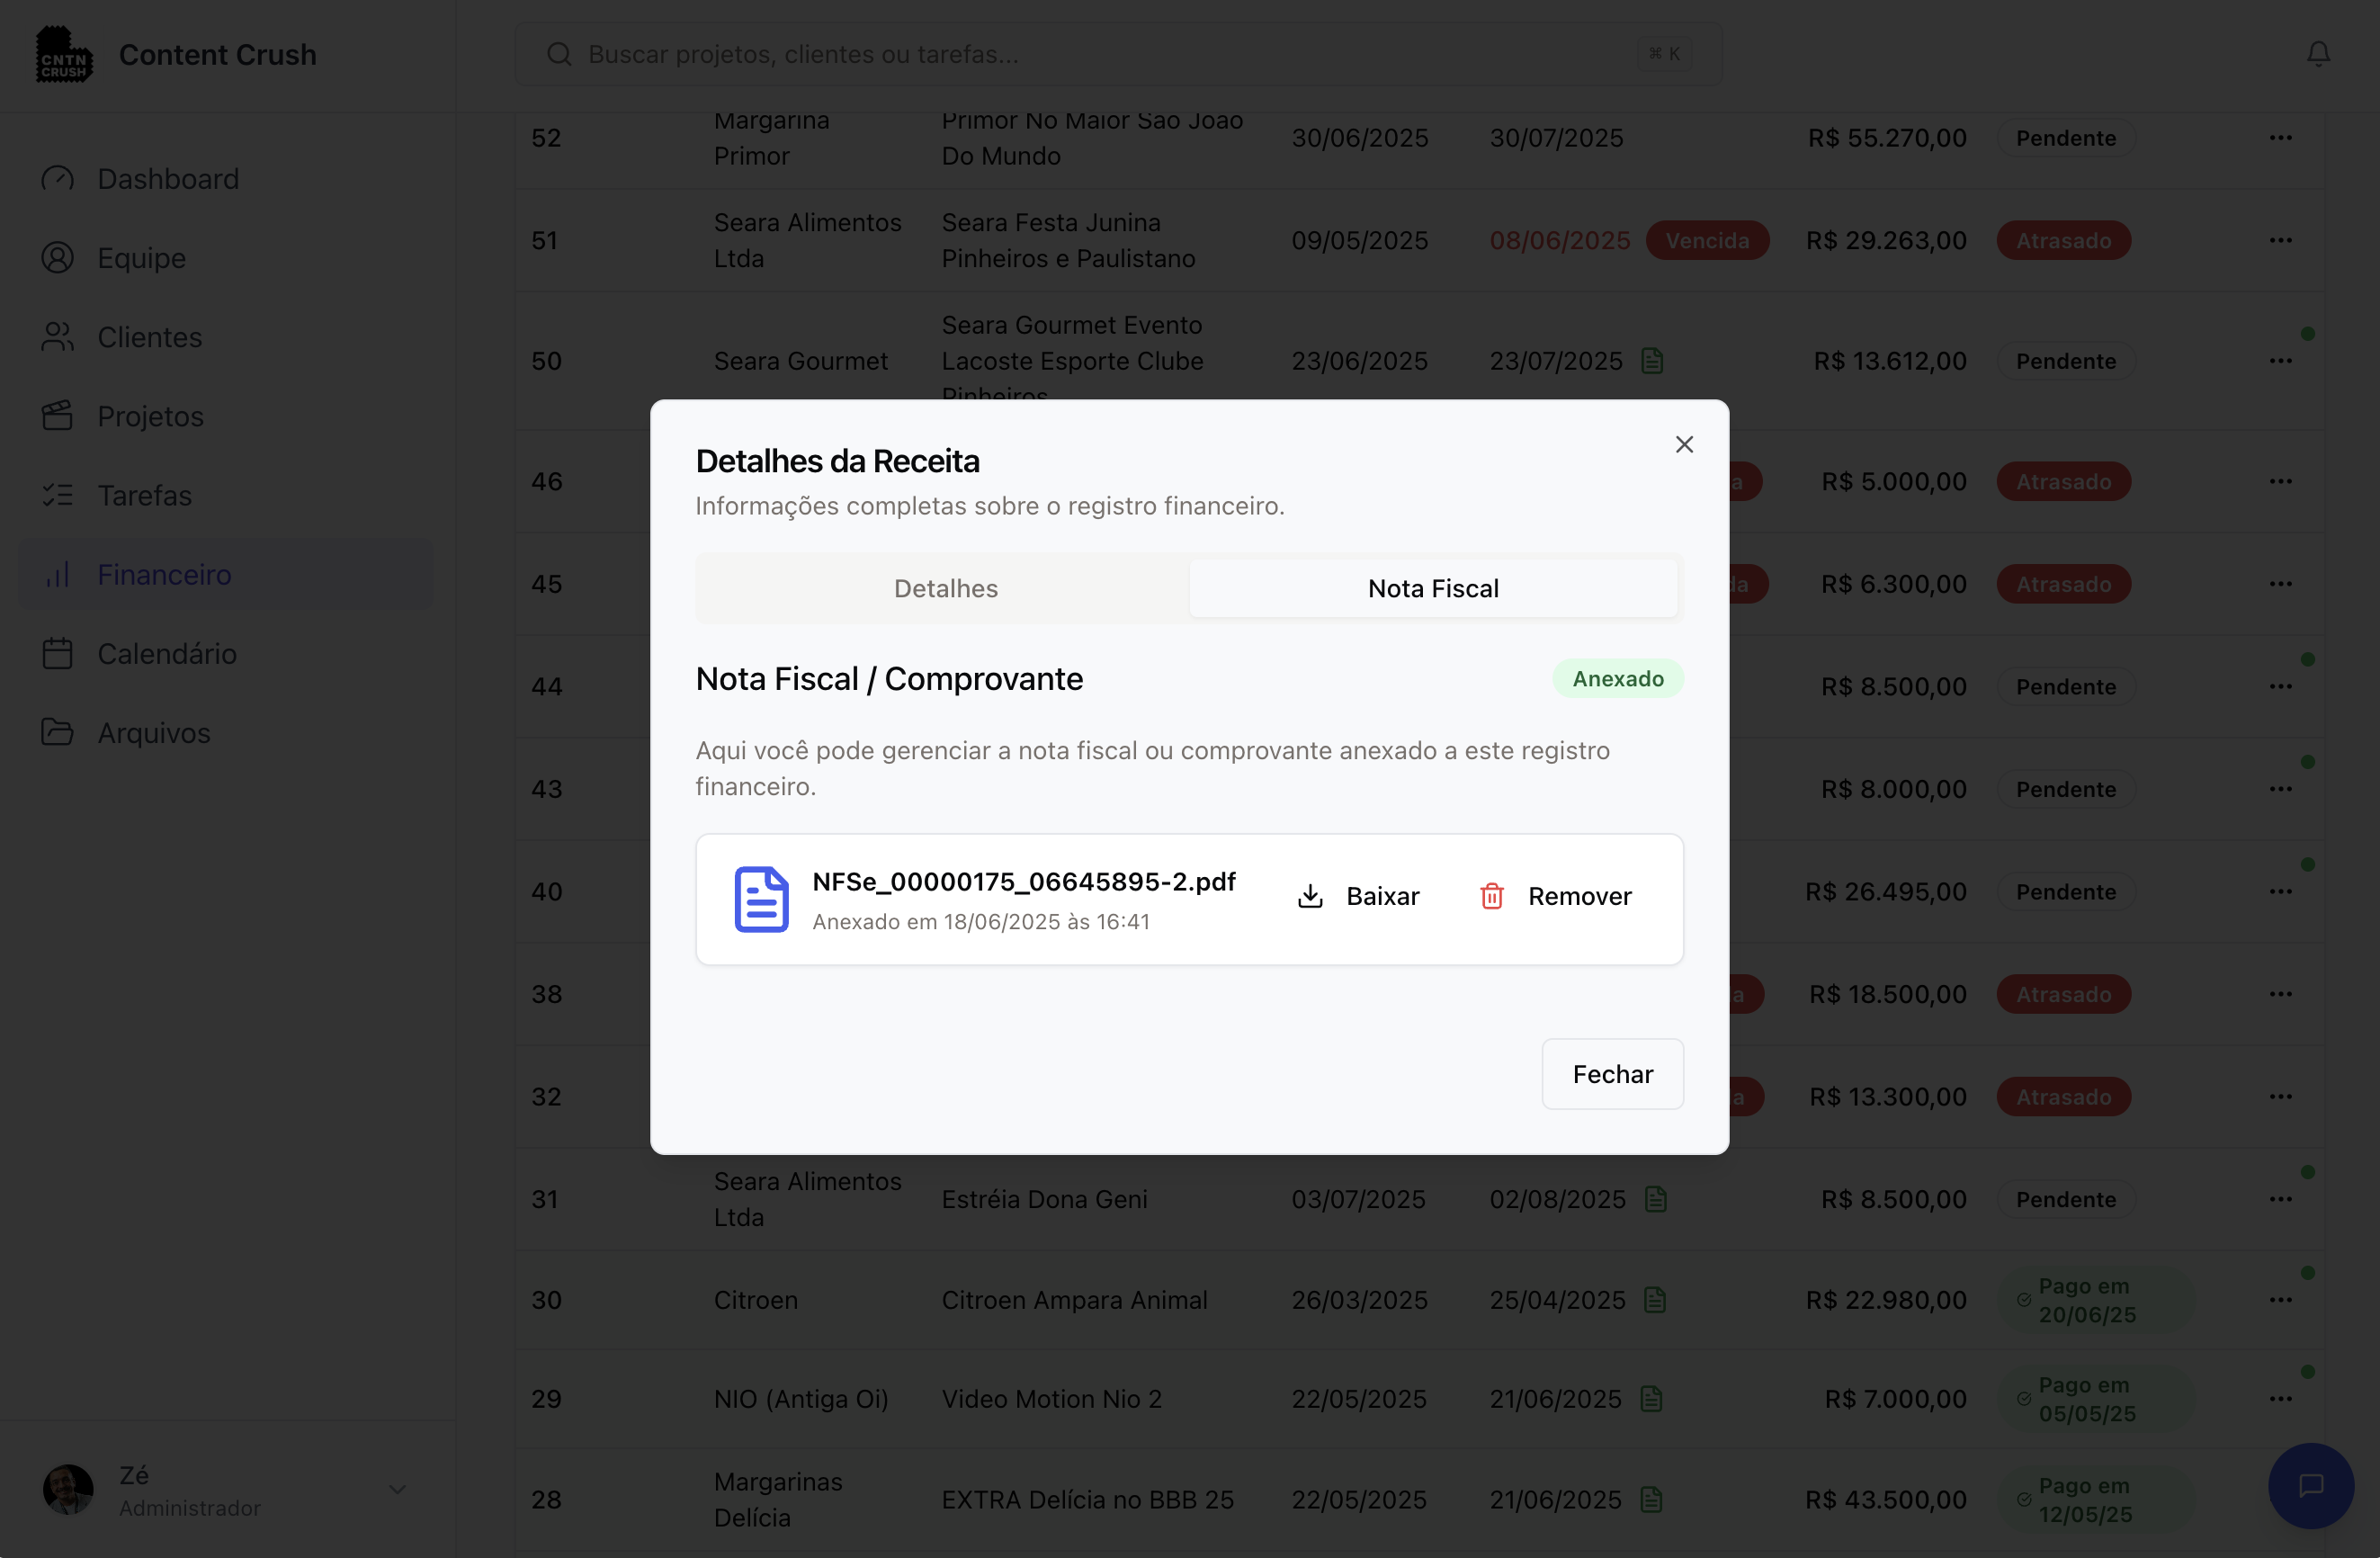 CNTN
CRUSH
Content Crush
Buscar projetos, clientes ou tarefas...
⌘ K
Dashboard
Equipe
Clientes
Projetos
Tarefas
Financeiro
Calendário
Arquivos
Zé
Administrador
52
Margarina
Primor
Primor No Maior São João
Do Mundo
30/06/2025
30/07/2025
R$ 55.270,00
Pendente
51
Seara Alimentos
Ltda
Seara Festa Junina
Pinheiros e Paulistano
09/05/2025
08/06/2025
Vencida
R$ 29.263,00
Atrasado
50
Seara Gourmet
Seara Gourmet Evento
Lacoste Esporte Clube
Pinheiros
23/06/2025
23/07/2025
R$ 13.612,00
Pendente
46
a
R$ 5.000,00
Atrasado
45
da
R$ 6.300,00
Atrasado
44
R$ 8.500,00
Pendente
43
R$ 8.000,00
Pendente
40
R$ 26.495,00
Pendente
38
a
R$ 18.500,00
Atrasado
32
a
R$ 13.300,00
Atrasado
Detalhes da Receita
Informações completas sobre o registro financeiro.
Detalhes
Nota Fiscal
Nota Fiscal / Comprovante
Anexado
Aqui você pode gerenciar a nota fiscal ou comprovante anexado a este registro
financeiro.
NFSe_00000175_06645895-2.pdf
Anexado em 18/06/2025 às 16:41
Baixar
Remover
Fechar
31
Seara Alimentos
Ltda
Estréia Dona Geni
03/07/2025
02/08/2025
R$ 8.500,00
Pendente
30
Citroen
Citroen Ampara Animal
26/03/2025
25/04/2025
R$ 22.980,00
Pago em
20/06/25
29
NIO (Antiga Oi)
Video Motion Nio 2
22/05/2025
21/06/2025
R$ 7.000,00
Pago em
05/05/25
28
Margarinas
Delícia
EXTRA Delícia no BBB 25
22/05/2025
21/06/2025
R$ 43.500,00
Pago em
12/05/25